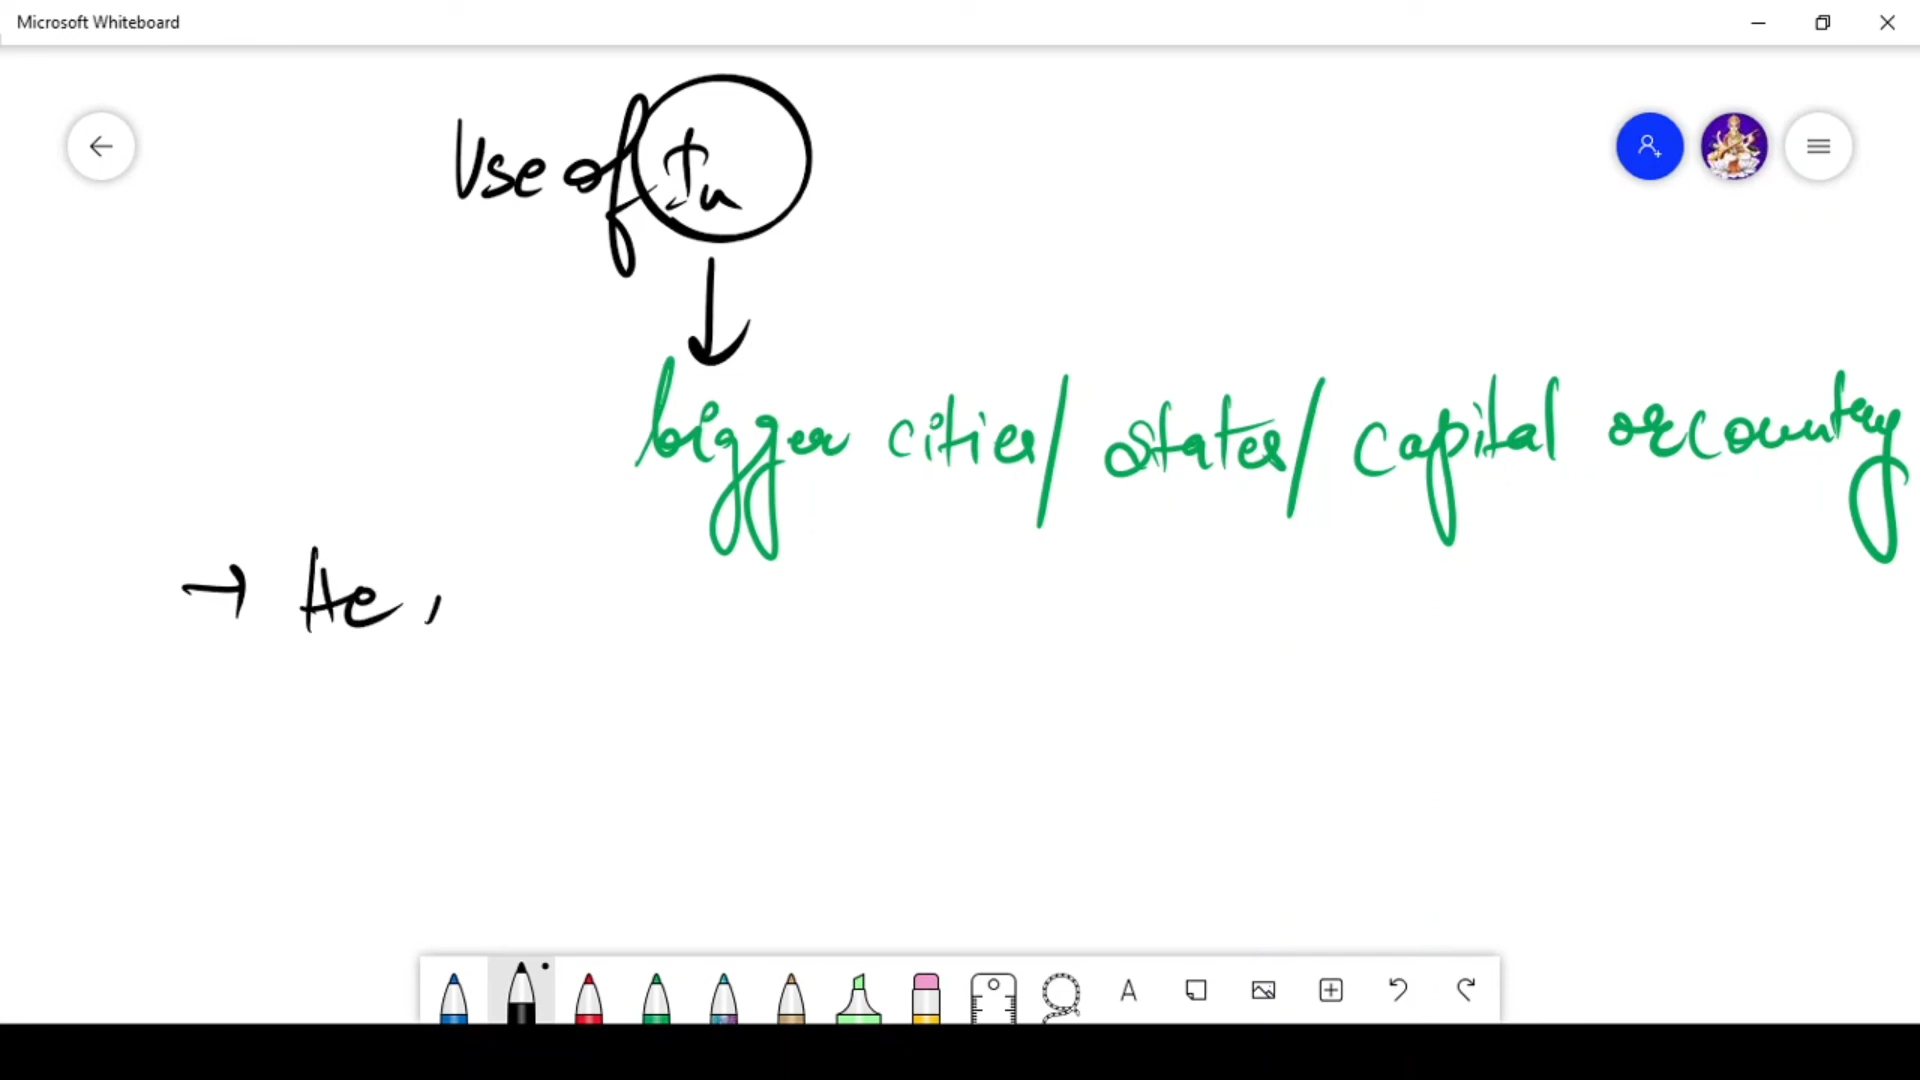 Microsoft Whiteboard
Use of In
bigger cities/ states/ capital or country
→ He,
A